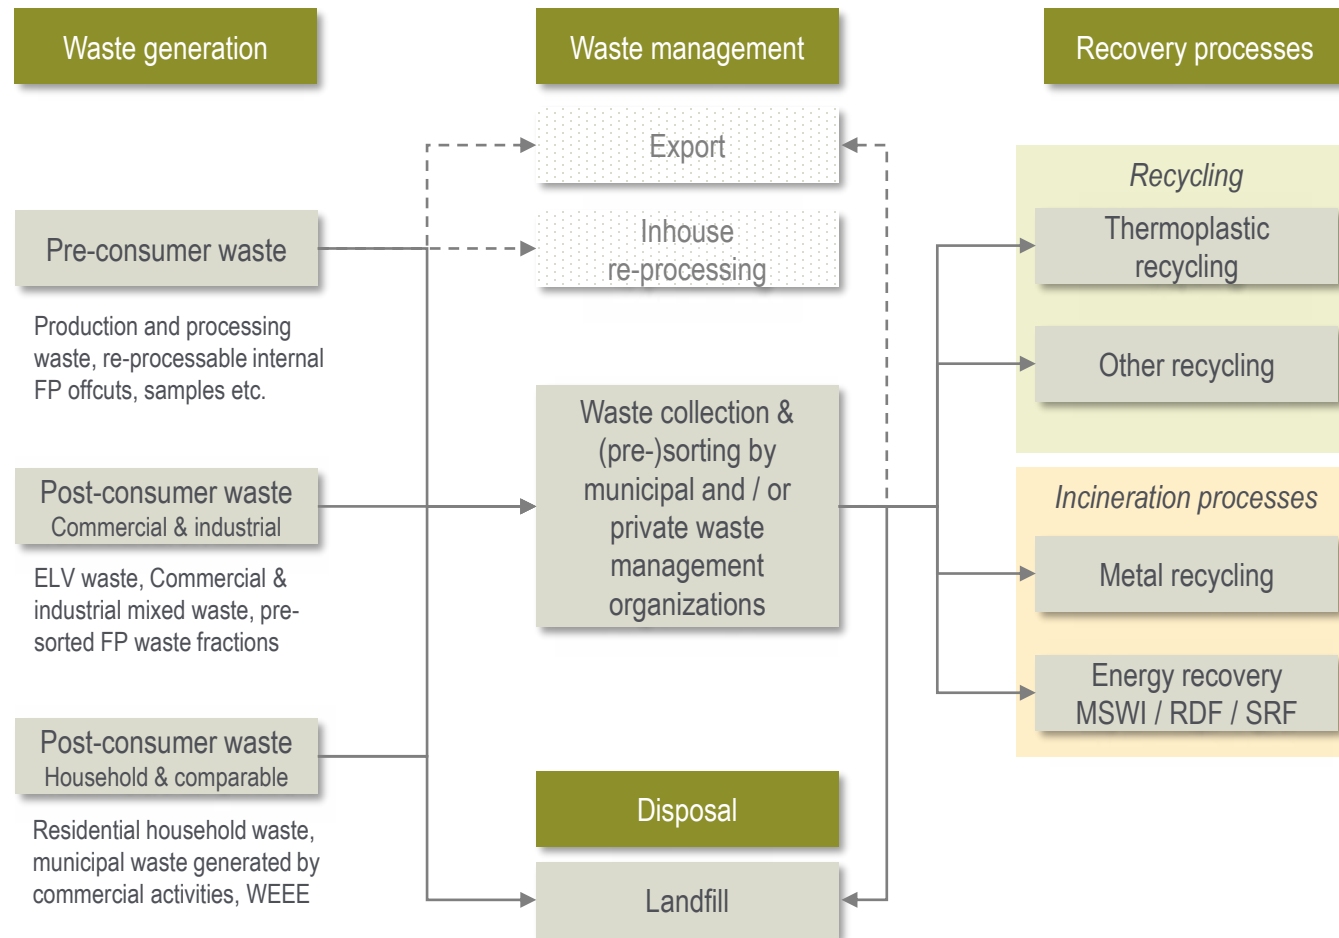 Waste generation
Waste management
Recovery processes
Export
Recycling
Pre-consumer waste
Inhouse
re-processing
Thermoplastic
recycling
Production and processing
waste, re-processable internal
FP offcuts, samples etc.
Other recycling
Waste collection &
(pre-)sorting by
municipal and / or
private waste
management
organizations
Post-consumer waste
Commercial & industrial
Incineration processes
ELV waste, Commercial &
industrial mixed waste, pre-
sorted FP waste fractions
Metal recycling
Energy recovery
MSWI / RDF / SRF
Post-consumer waste
Household & comparable
Disposal
Residential household waste,
municipal waste generated by
commercial activities, WEEE
Landfill